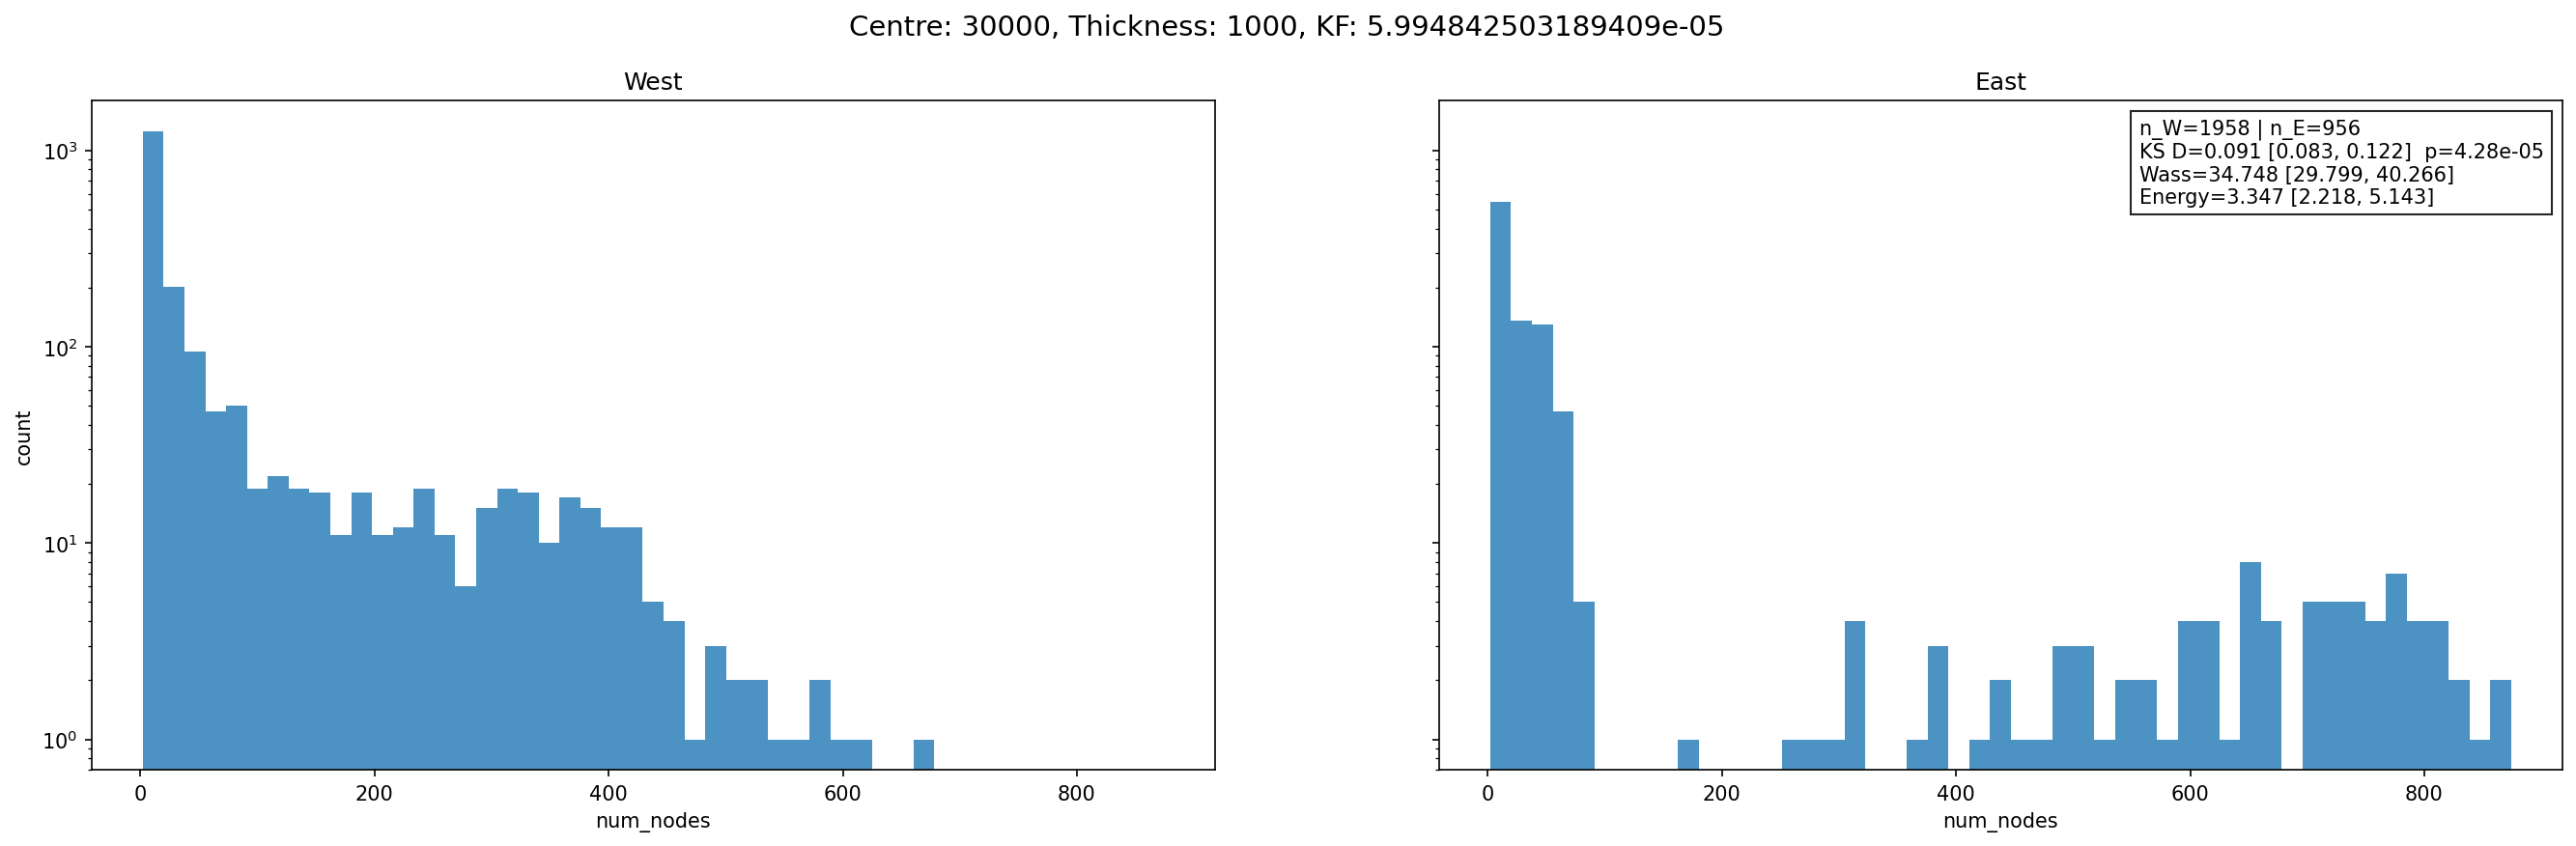 Centre: 30000, Thickness: 1000, KF: 5.994842503189409e-05
West
count
10³
10²
10¹
10⁰
0 200 400 600 800
num_nodes
East
n_W=1958 | n_E=956
KS D=0.091 [0.083, 0.122]  p=4.28e-05
Wass=34.748 [29.799, 40.266]
Energy=3.347 [2.218, 5.143]
0 200 400 600 800
num_nodes